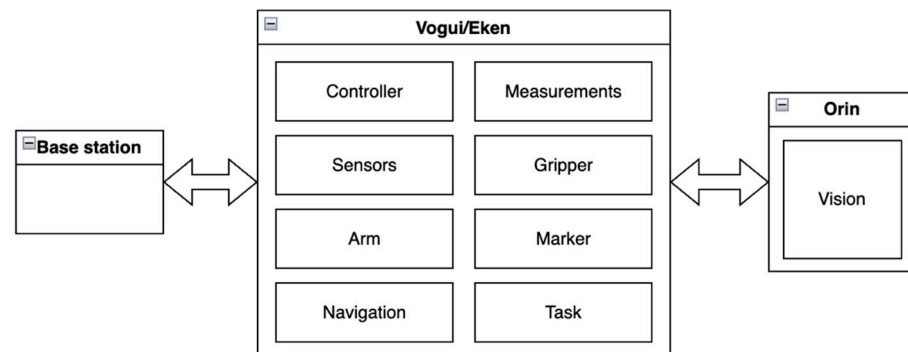 Base station
Vogui/Eken
Controller
Measurements
Sensors
Gripper
Arm
Marker
Navigation
Task
Orin
Vision